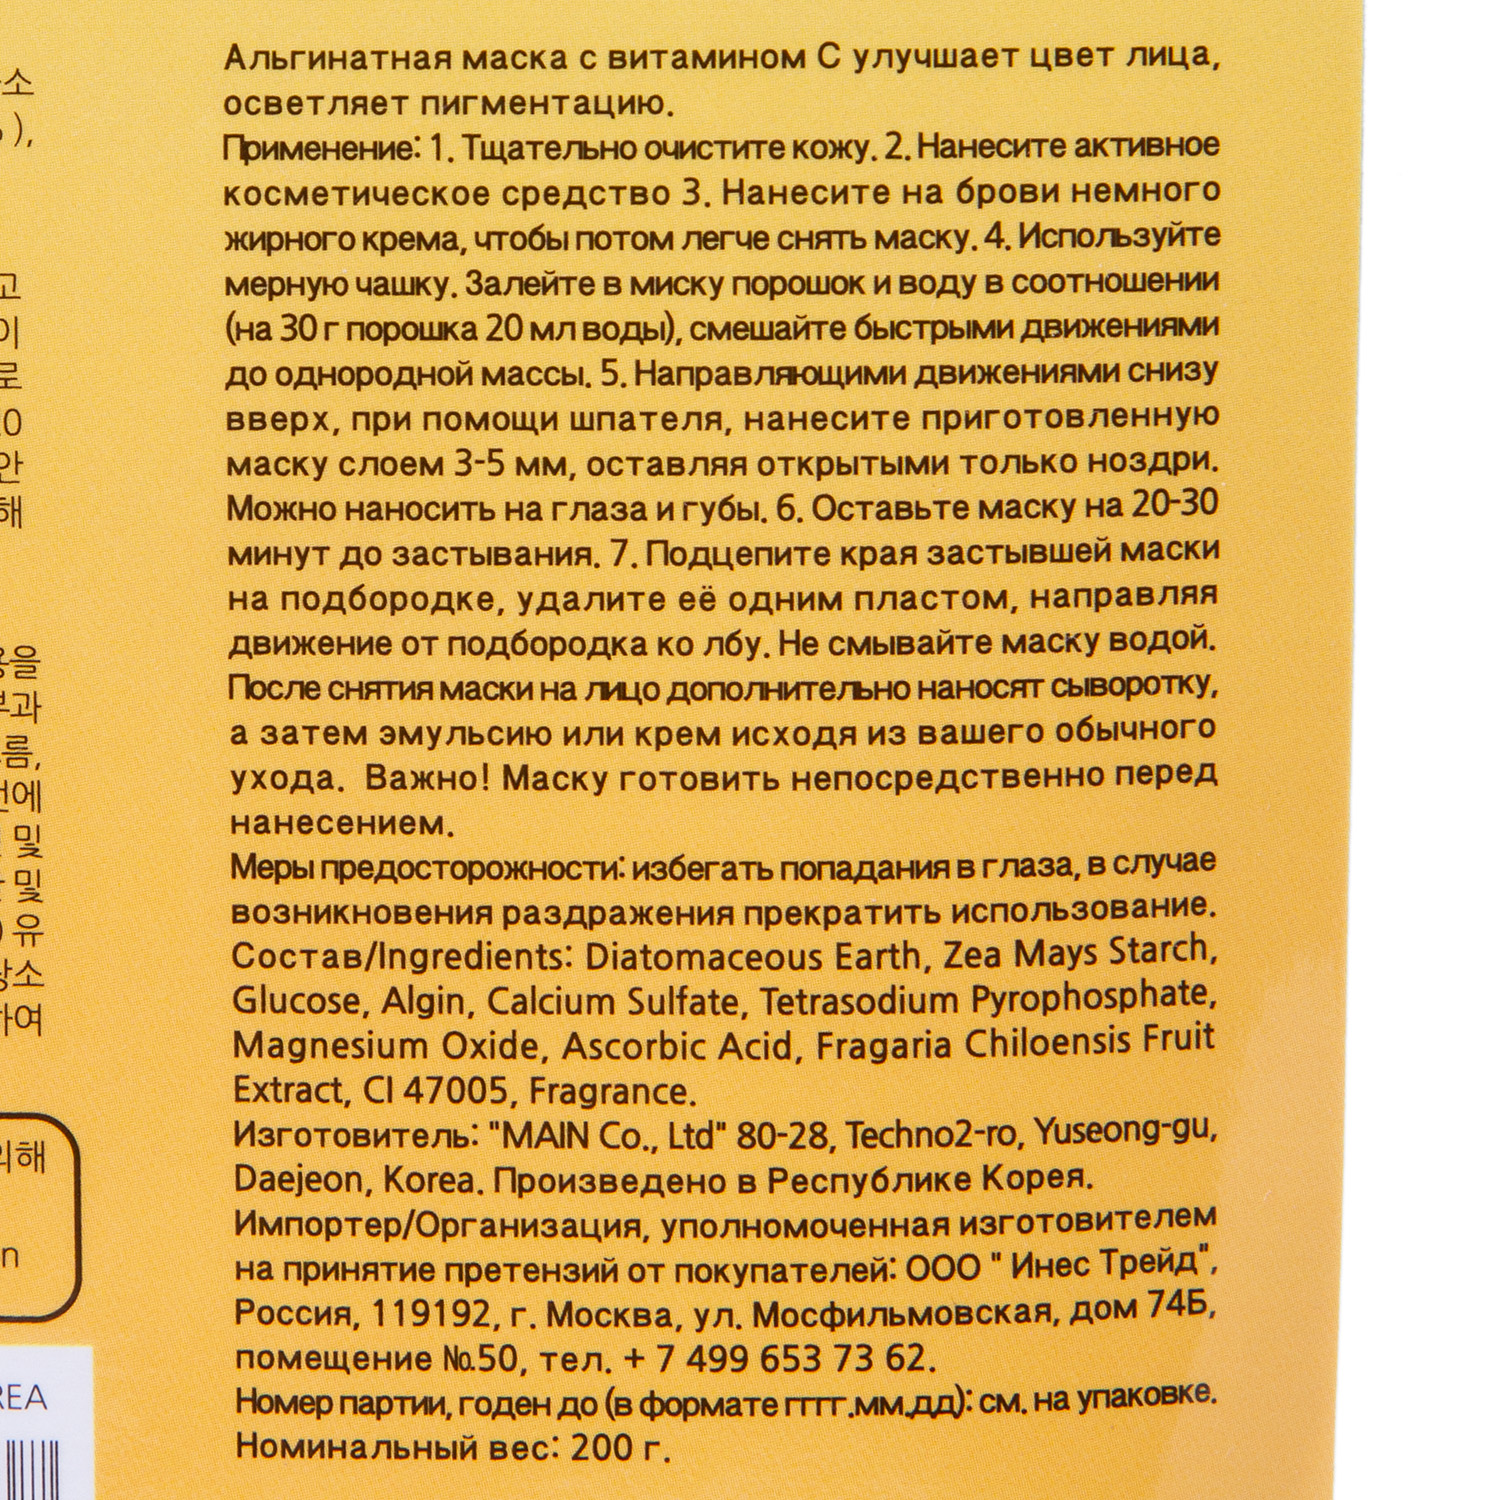 Альгинатная маска с витамином С улучшает цвет лица,
осветляет пигментацию.
Применение: 1. Тщательно очистите кожу. 2. Нанесите активное
косметическое средство 3. Нанесите на брови немного
жирного крема, чтобы потом легче снять маску. 4. Используйте
мерную чашку. Залейте в миску порошок и воду в соотношении
(на 30 г порошка 20 мл воды), смешайте быстрыми движениями
до однородной массы. 5. Направляющими движениями снизу
вверх, при помощи шпателя, нанесите приготовленную
маску слоем 3-5 мм, оставляя открытыми только ноздри.
Можно наносить на глаза и губы. 6. Оставьте маску на 20-30
минут до застывания. 7. Подцепите края застывшей маски
на подбородке, удалите её одним пластом, направляя
движение от подбородка ко лбу. Не смывайте маску водой.
После снятия маски на лицо дополнительно наносят сыворотку,
а затем эмульсию или крем исходя из вашего обычного
ухода. Важно! Маску готовить непосредственно перед
нанесением.
Меры предосторожности: избегать попадания в глаза, в случае
возникновения раздражения прекратить использование.
Состав/Ingredients: Diatomaceous Earth, Zea Mays Starch,
Glucose, Algin, Calcium Sulfate, Tetrasodium Pyrophosphate,
Magnesium Oxide, Ascorbic Acid, Fragaria Chiloensis Fruit
Extract, CI 47005, Fragrance.
Изготовитель: "MAIN Co., Ltd" 80-28, Techno2-ro, Yuseong-gu,
Daejeon, Korea. Произведено в Республике Корея.
Импортер/Организация, уполномоченная изготовителем
на принятие претензий от покупателей: ООО " Инес Трейд",
Россия, 119192, г. Москва, ул. Мосфильмовская, дом 74Б,
помещение №50, тел. + 7 499 653 73 62.
Номер партии, годен до (в формате гггг.мм.дд): см. на упаковке.
Номинальный вес: 200 г.